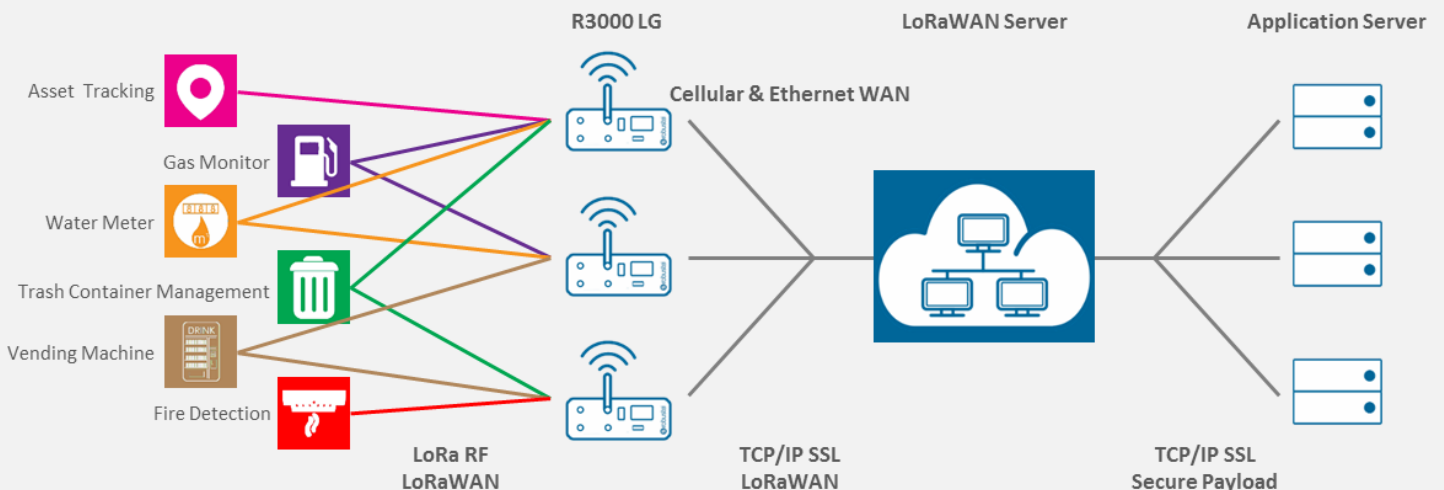 R3000 LG
LoRaWAN Server
Application Server
Asset Tracking
Cellular & Ethernet WAN
Gas Monitor
Water Meter
m³
Trash Container Management
DRINK
Vending Machine
Fire Detection
LoRa RF
LoRaWAN
TCP/IP SSL
LoRaWAN
TCP/IP SSL
Secure Payload